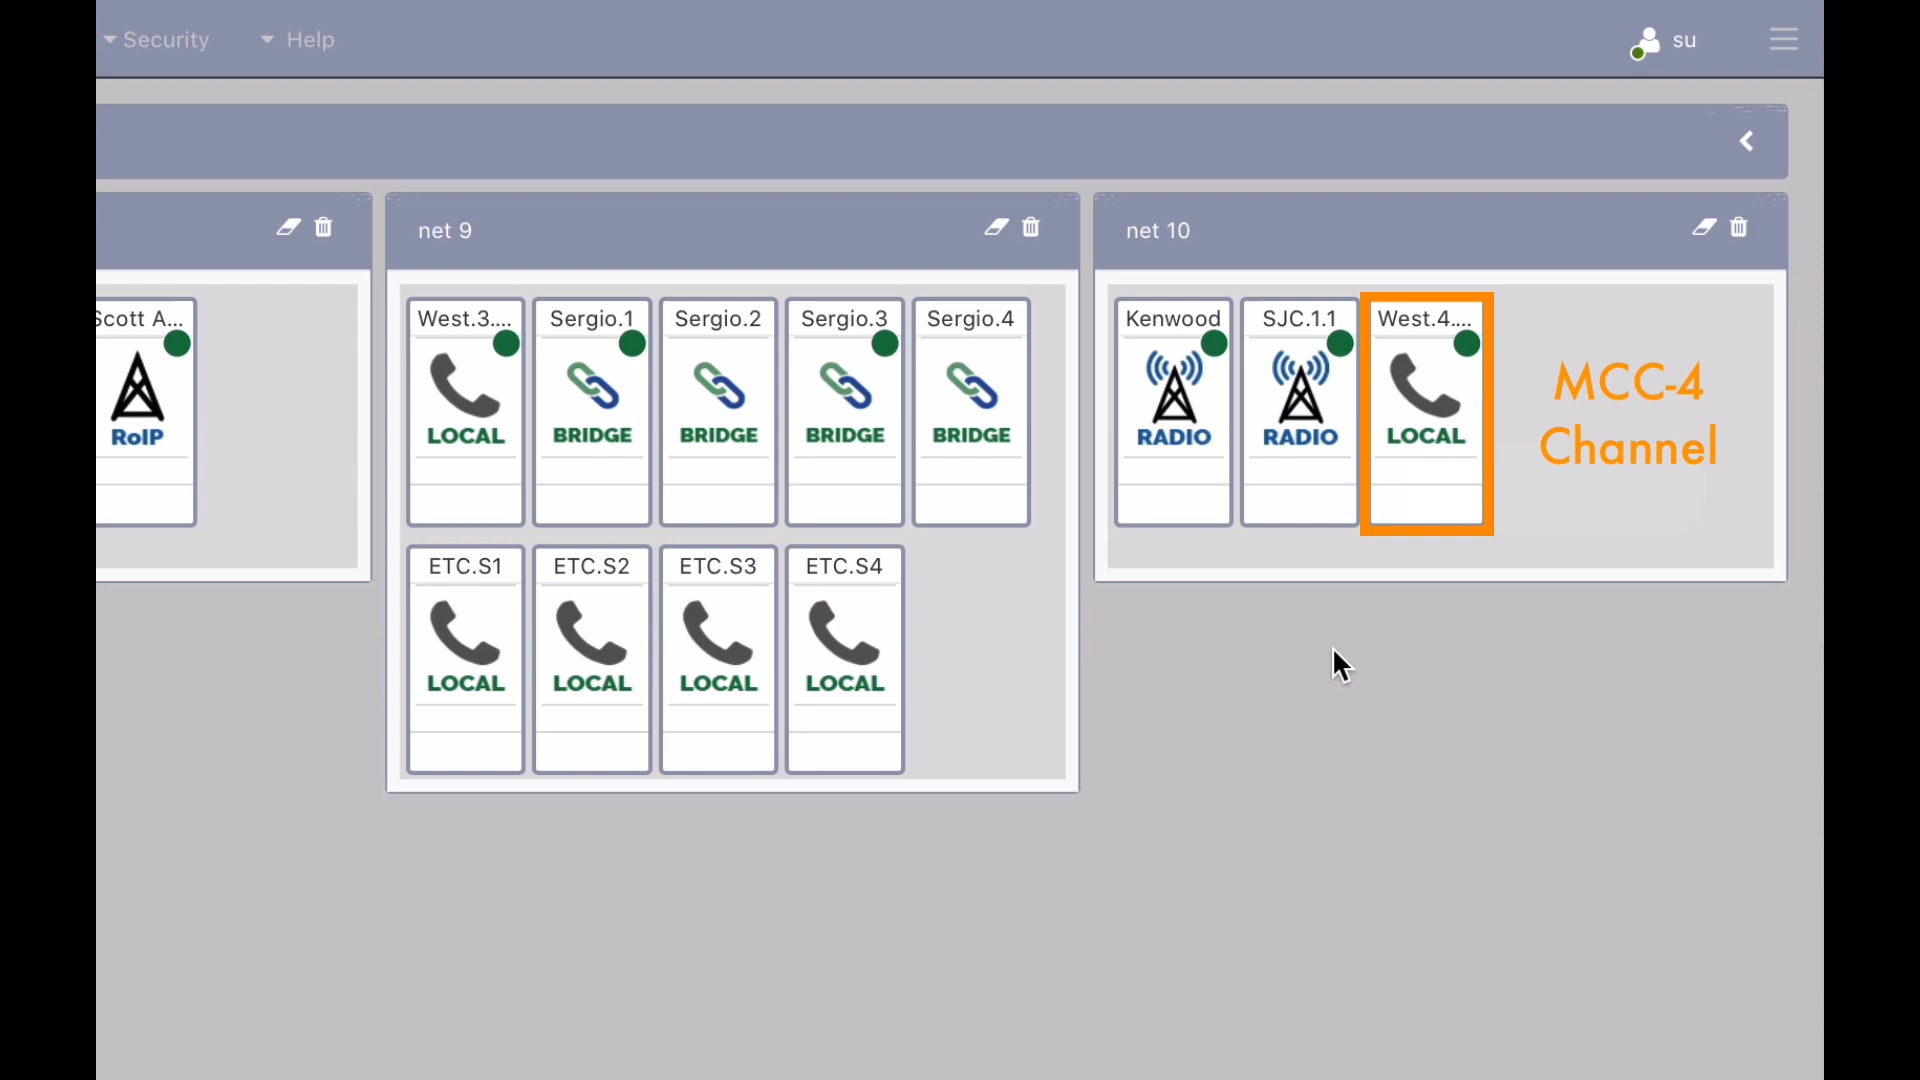 Security
Help
su
net 9
net 10
Scott A...
RoIP
West.3....
LOCAL
Sergio.1
BRIDGE
Sergio.2
BRIDGE
Sergio.3
BRIDGE
Sergio.4
BRIDGE
ETC.S1
LOCAL
ETC.S2
LOCAL
ETC.S3
LOCAL
ETC.S4
LOCAL
Kenwood
RADIO
SJC.1.1
RADIO
West.4....
LOCAL
MCC-4
Channel